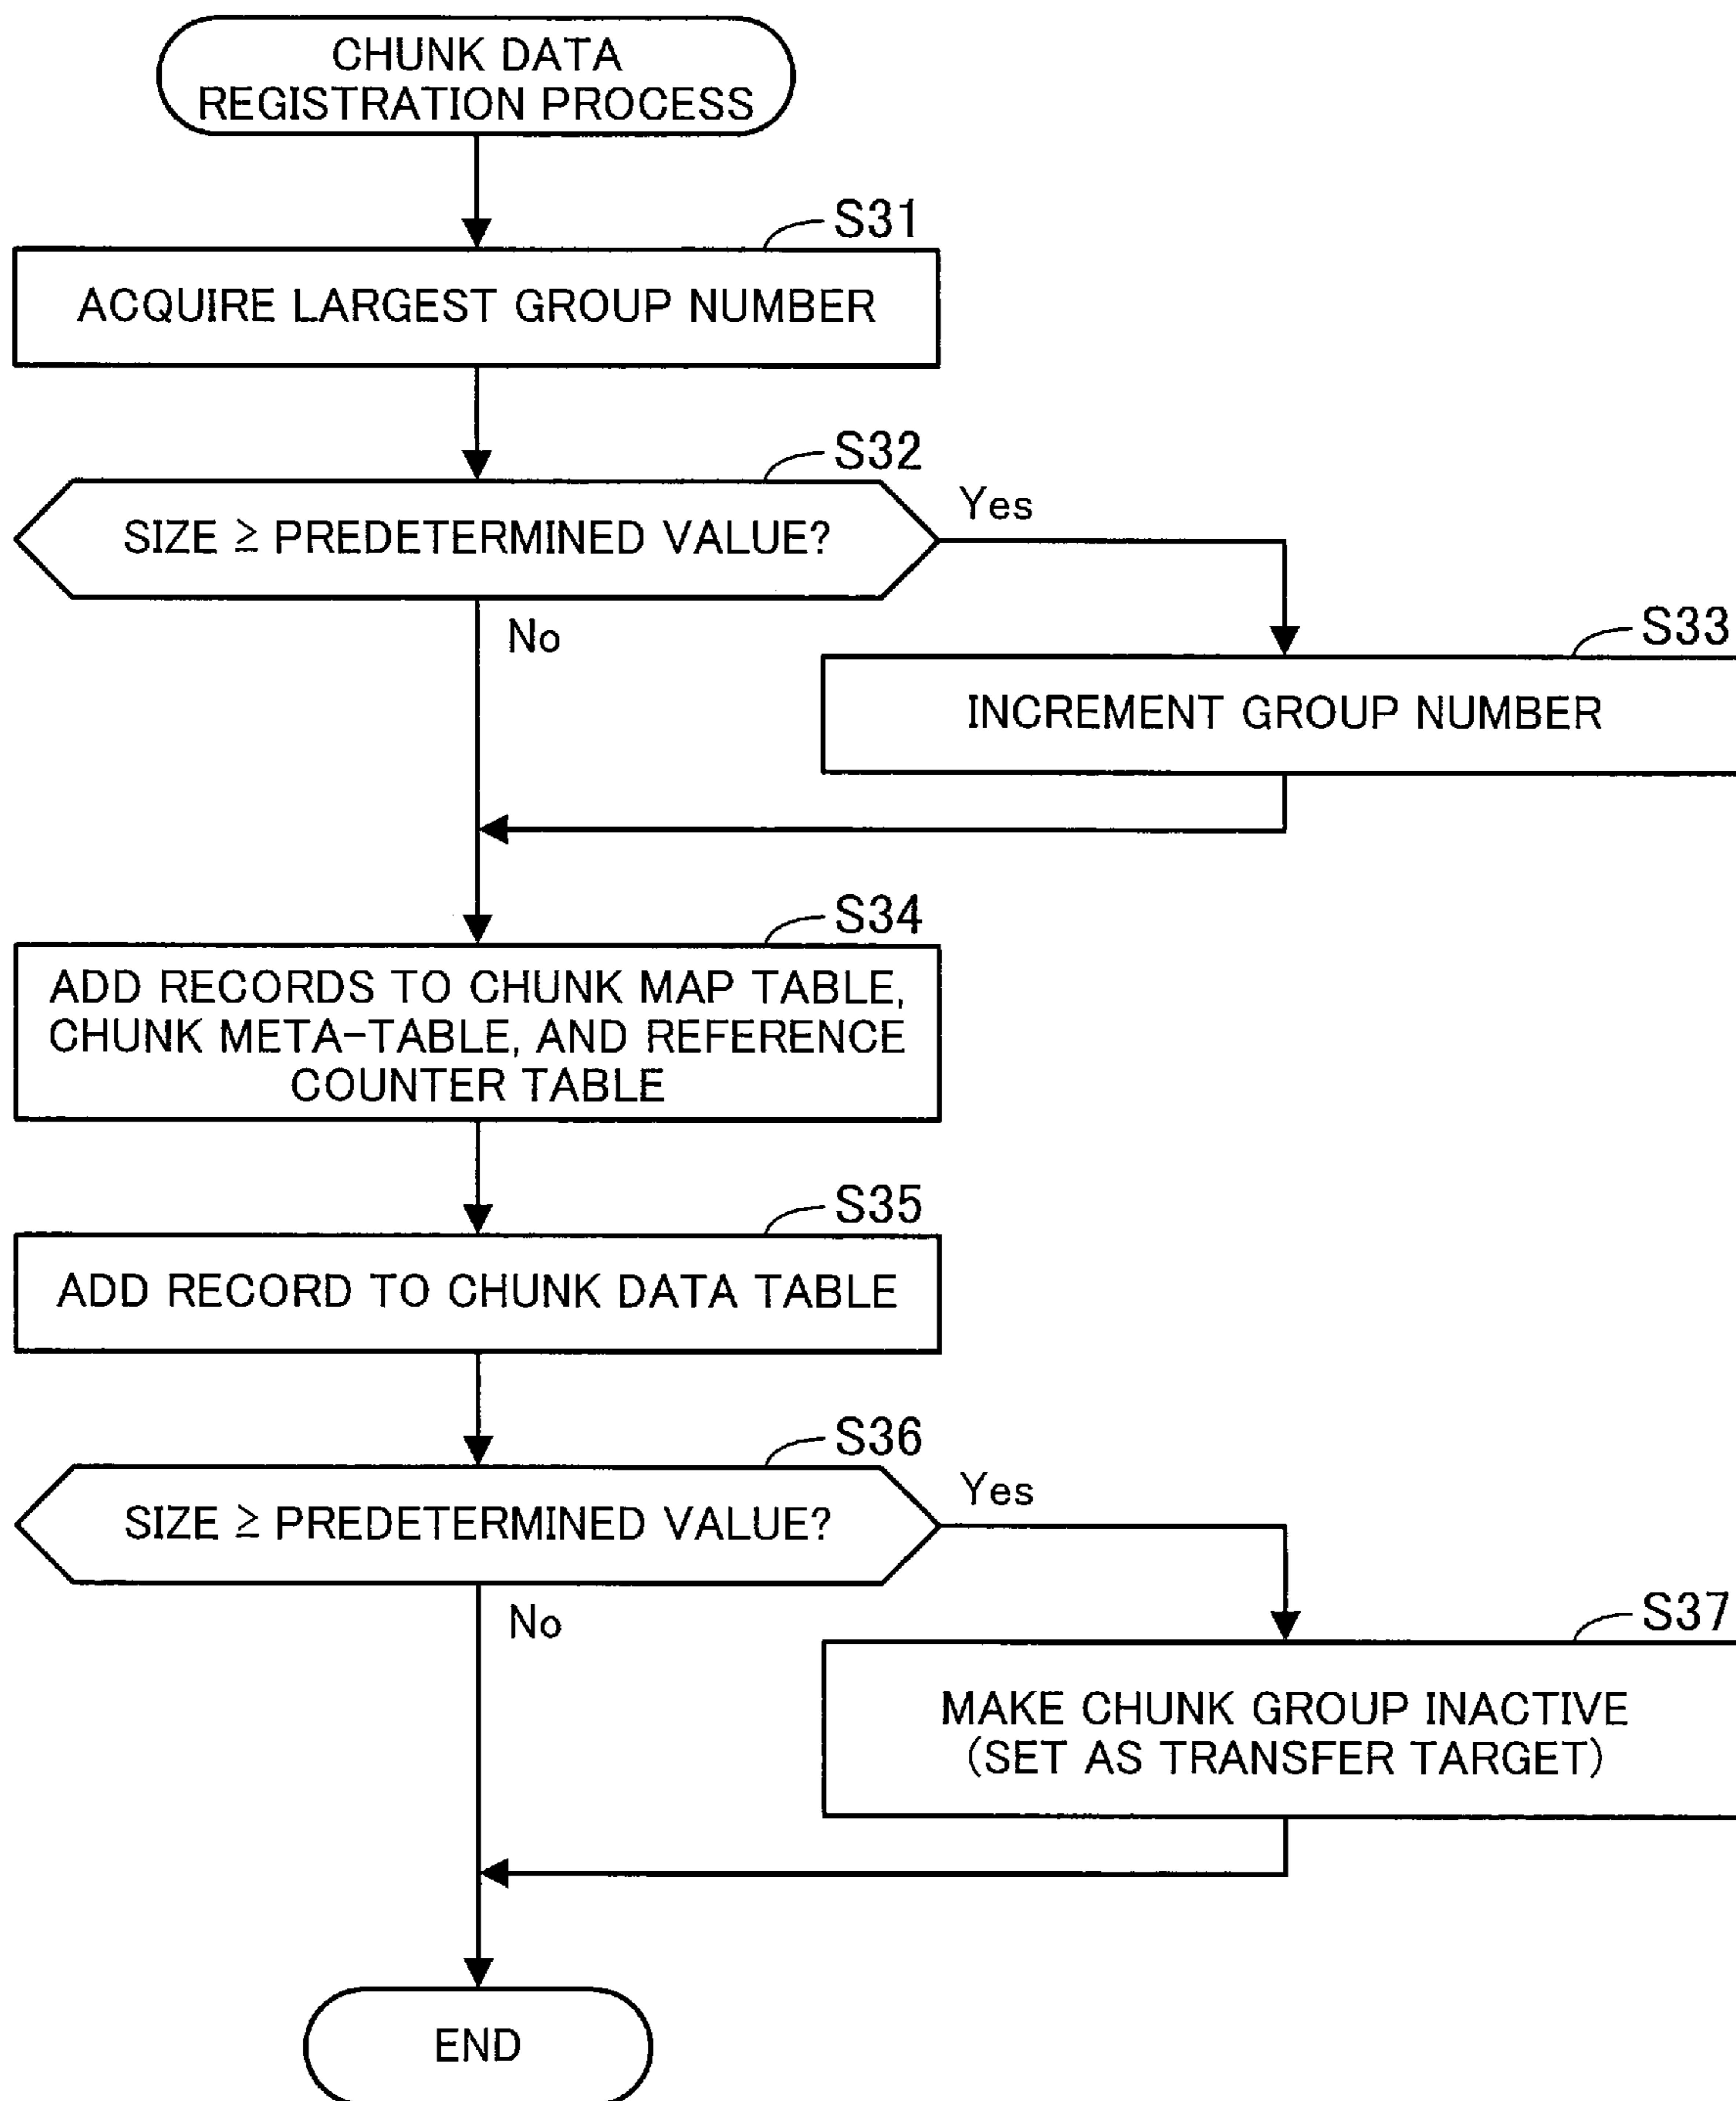 CHUNK DATA
REGISTRATION PROCESS
S31
ACQUIRE LARGEST GROUP NUMBER
S32
SIZE ≥ PREDETERMINED VALUE?
Yes
No
S33
INCREMENT GROUP NUMBER
S34
ADD RECORDS TO CHUNK MAP TABLE,
CHUNK META-TABLE, AND REFERENCE
COUNTER TABLE
S35
ADD RECORD TO CHUNK DATA TABLE
S36
SIZE ≥ PREDETERMINED VALUE?
Yes
No
S37
MAKE CHUNK GROUP INACTIVE
(SET AS TRANSFER TARGET)
END